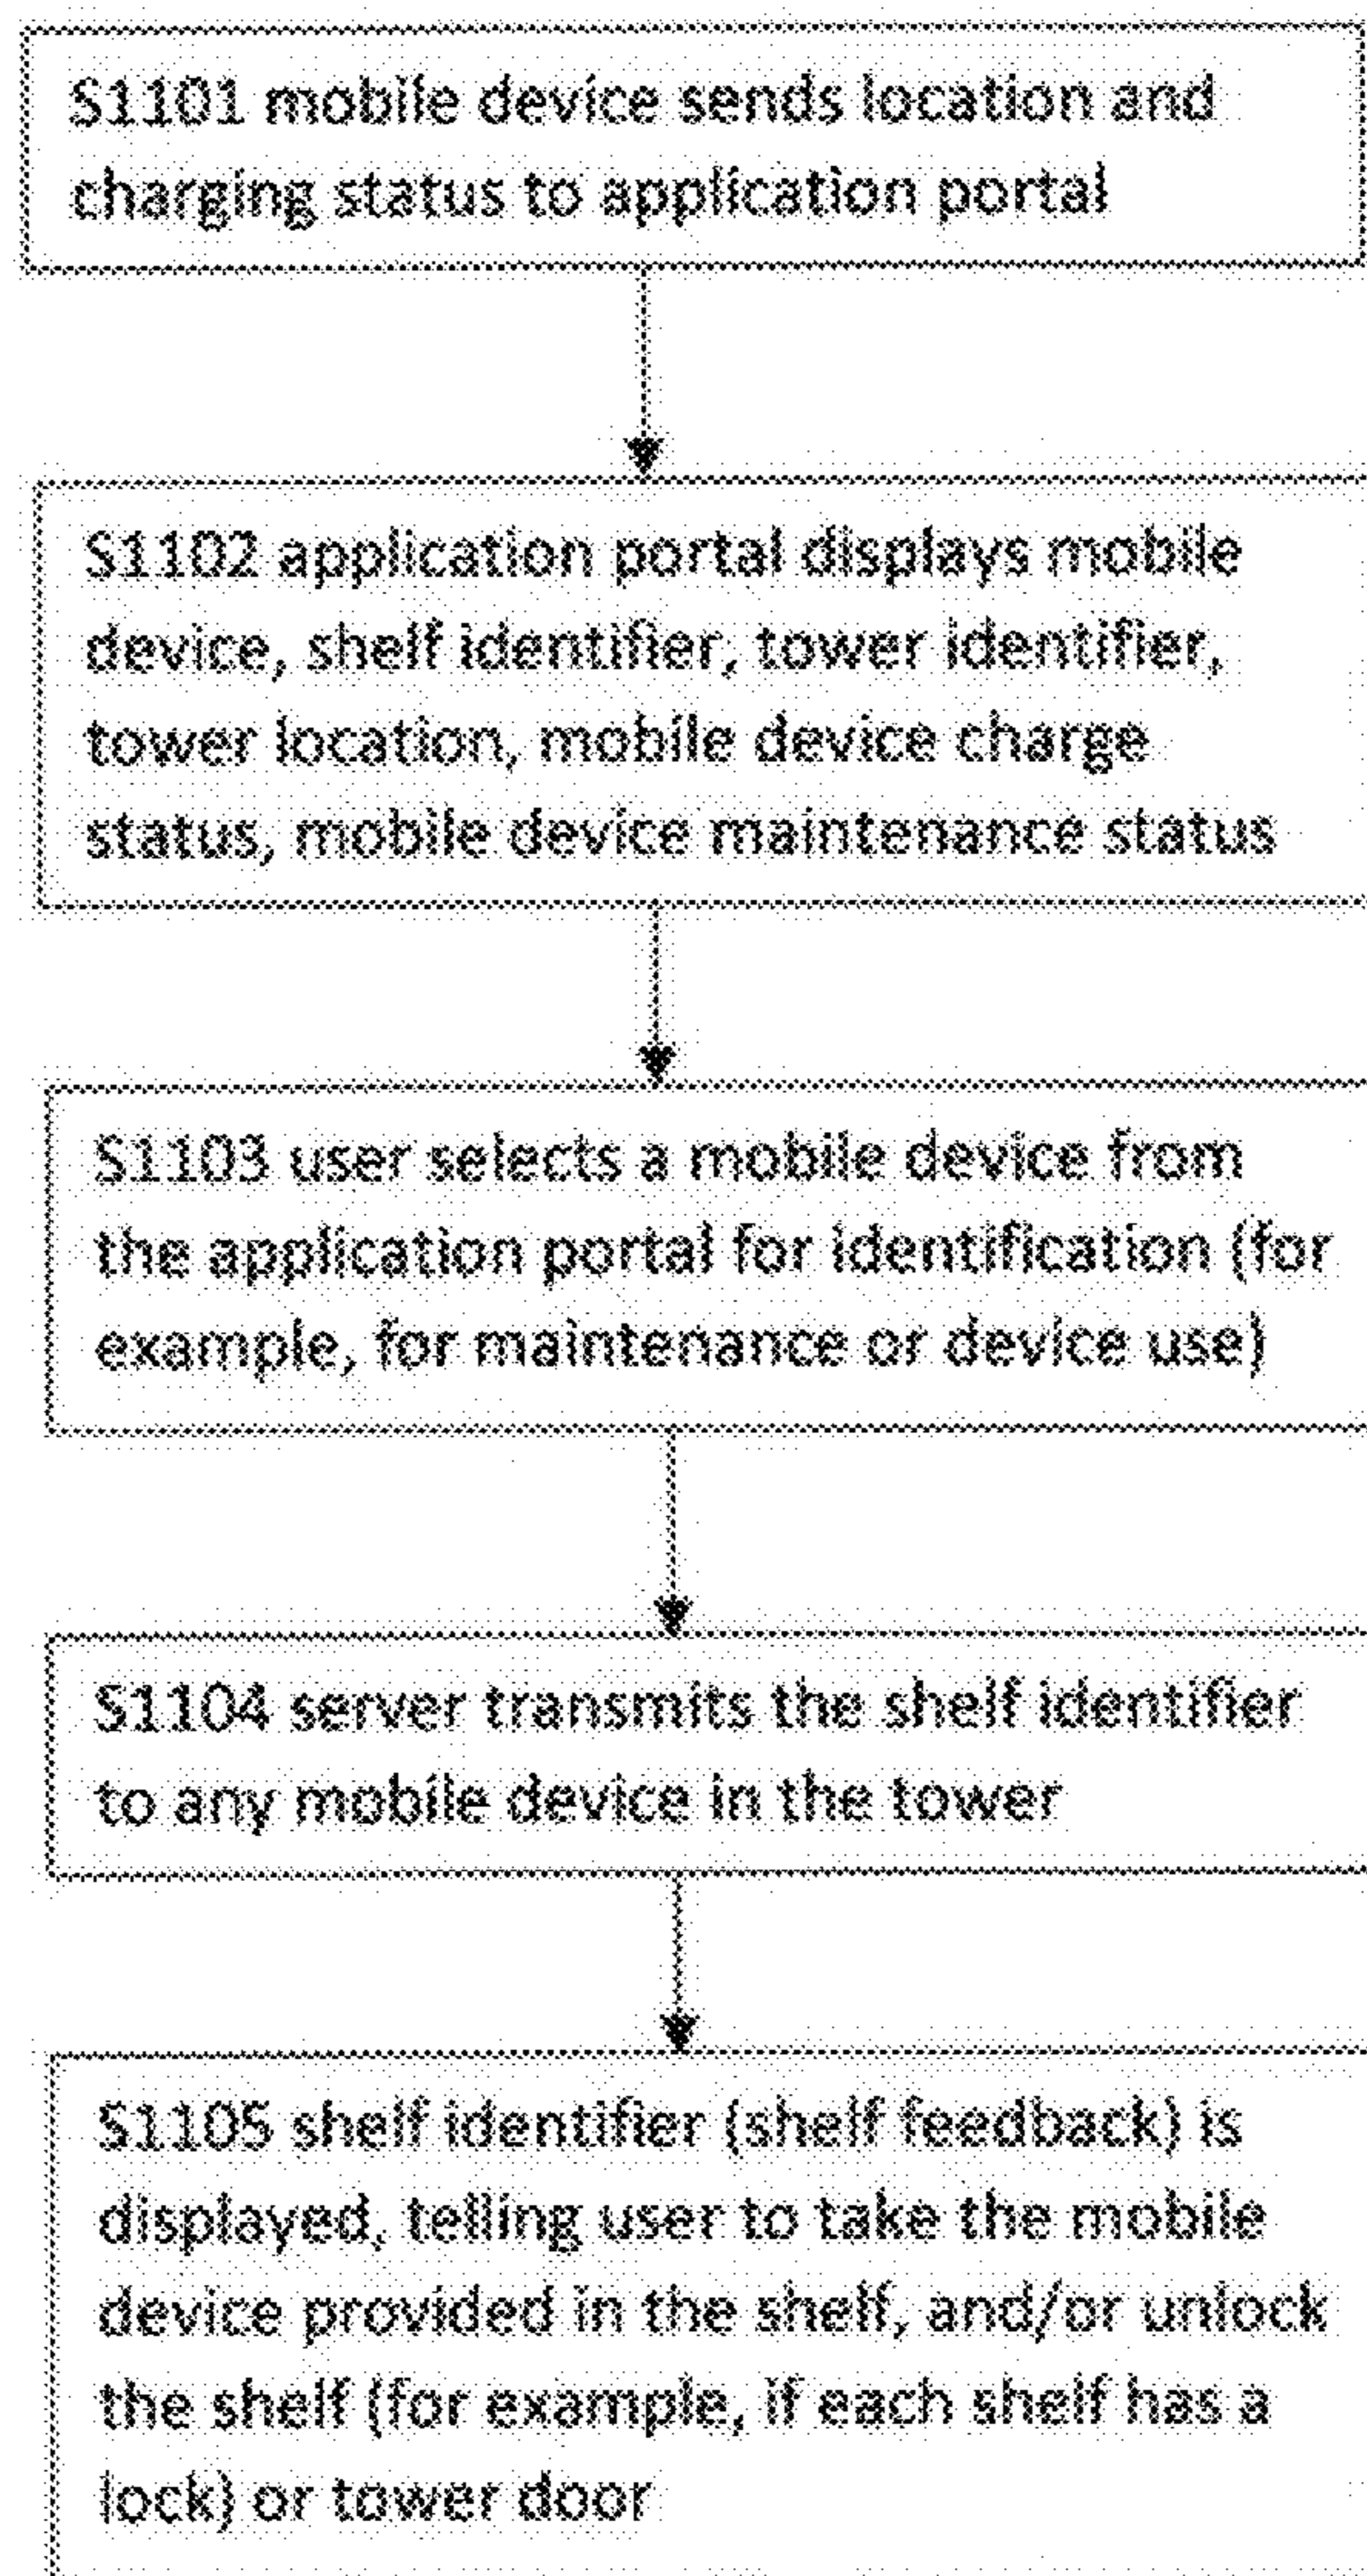 S1101 mobile device sends location and
charging status to application portal
S1102 application portal displays mobile
device, shelf identifier, tower identifier,
tower location, mobile device charge
status, mobile device maintenance status
S1103 user selects a mobile device from
the application portal for identification (for
example, for maintenance or device use)
S1104 server transmits the shelf identifier
to any mobile device in the tower
S1105 shelf identifier (shelf feedback) is
displayed, telling user to take the mobile
device provided in the shelf, and/or unlock
the shelf (for example, if each shelf has a
lock) or tower door